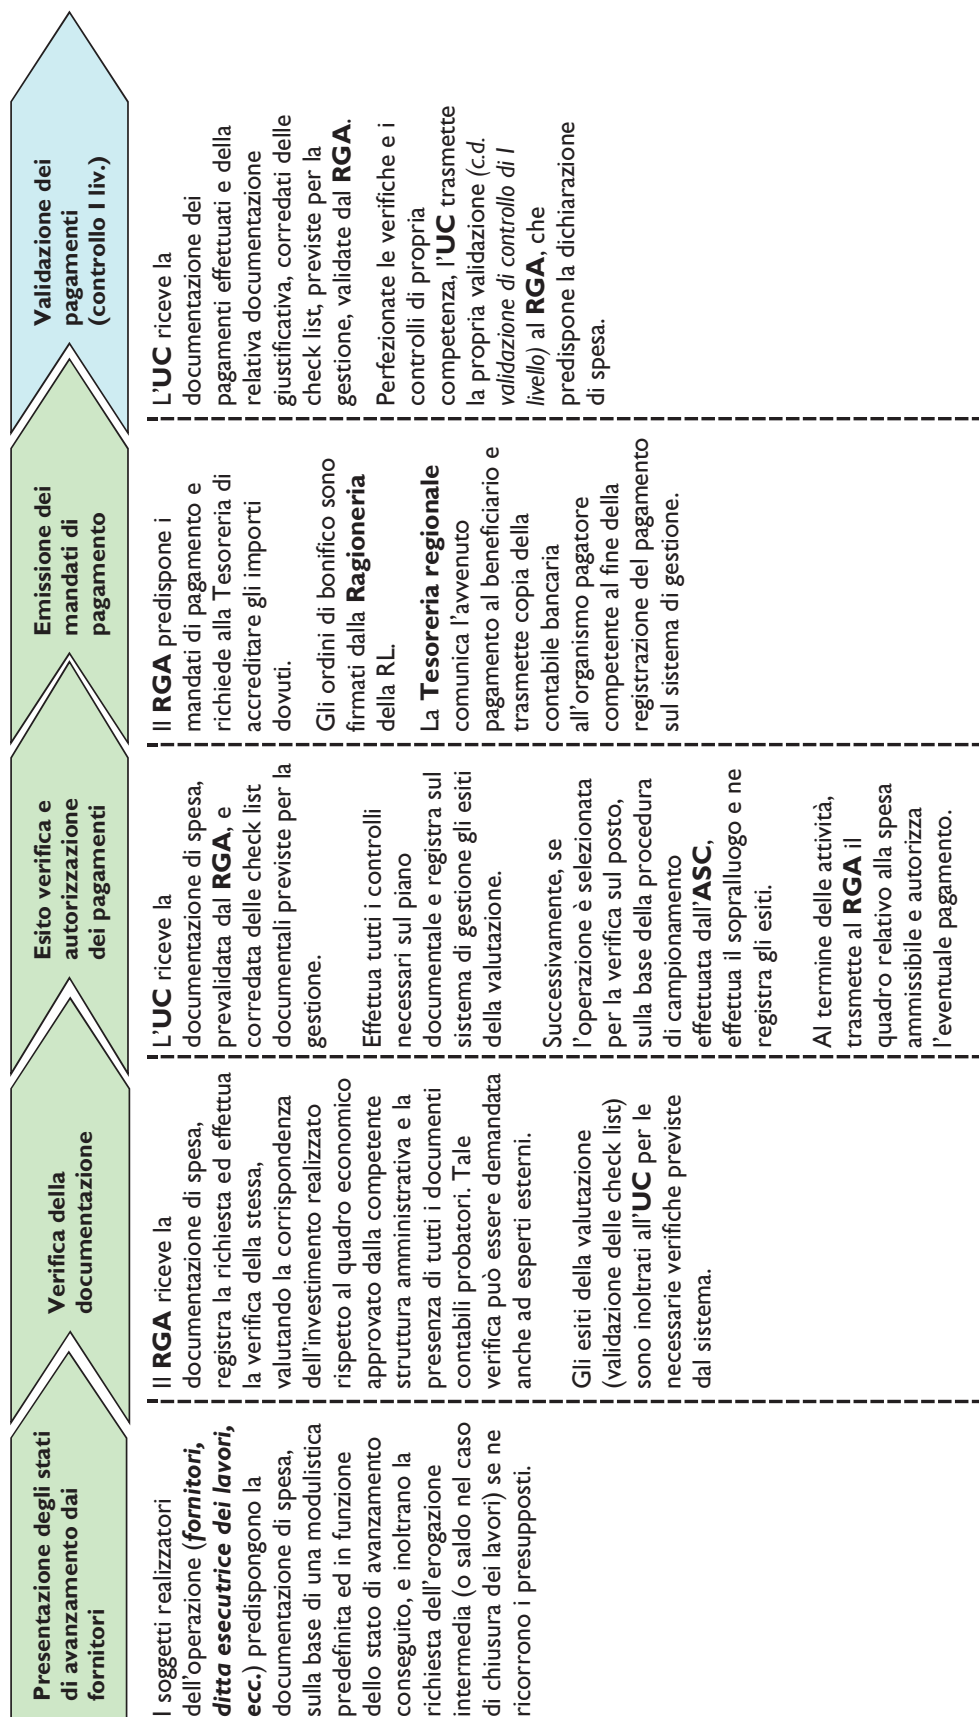 Presentazione degli stati
di avanzamento dai
fornitori
I soggetti realizzatori
dell'operazione (fornitori,
ditta esecutrice dei lavori,
ecc.) predispongono la
documentazione di spesa,
sulla base di una modulistica
predefinita ed in funzione
dello stato di avanzamento
conseguito, e inoltrano la
richiesta dell'erogazione
intermedia (o saldo nel caso
di chiusura dei lavori) se ne
ricorrono i presupposti.
Verifica della
documentazione
Il RGA riceve la
documentazione di spesa,
registra la richiesta ed effettua
la verifica della stessa,
valutando la corrispondenza
dell'investimento realizzato
rispetto al quadro economico
approvato dalla competente
struttura amministrativa e la
presenza di tutti i documenti
contabili probatori. Tale
verifica può essere demandata
anche ad esperti esterni.
Gli esiti della valutazione
(validazione delle check list)
sono inoltrati all'UC per le
necessarie verifiche previste
dal sistema.
Esito verifica e
autorizzazione
dei pagamenti
L'UC riceve la
documentazione di spesa,
prevalidata dal RGA, e
corredata delle check list
documentali previste per la
gestione.
Effettua tutti i controlli
necessari sul piano
documentale e registra sul
sistema di gestione gli esiti
della valutazione.
Successivamente, se
l'operazione è selezionata
per la verifica sul posto,
sulla base della procedura
di campionamento
effettuata dall'ASC,
effettua il sopralluogo e ne
registra gli esiti.
Al termine delle attività,
trasmette al RGA il
quadro relativo alla spesa
ammissibile e autorizza
l'eventuale pagamento.
Emissione dei
mandati di
pagamento
Il RGA predispone i
mandati di pagamento e
richiede alla Tesoreria di
accreditare gli importi
dovuti.
Gli ordini di bonifico sono
firmati dalla Ragioneria
della RL.
La Tesoreria regionale
comunica l'avvenuto
pagamento al beneficiario e
trasmette copia della
contabile bancaria
all'organismo pagatore
competente al fine della
registrazione del pagamento
sul sistema di gestione.
Validazione dei
pagamenti
(controllo I liv.)
L'UC riceve la
documentazione dei
pagamenti effettuati e della
relativa documentazione
giustificativa, corredati delle
check list, previste per la
gestione, validate dal RGA.
Perfezionate le verifiche e i
controlli di propria
competenza, l'UC trasmette
la propria validazione (c.d.
validazione di controllo di I
livello) al RGA, che
predispone la dichiarazione
di spesa.